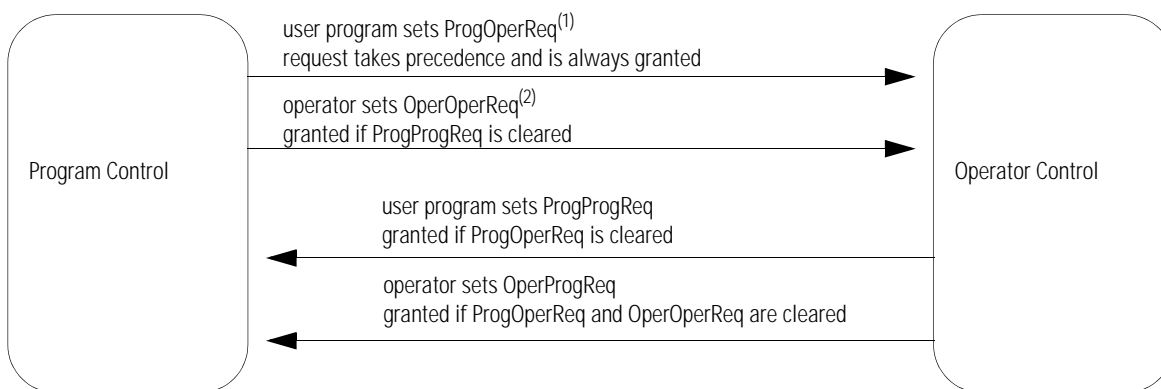 user program sets ProgOperReq(1)
request takes precedence and is always granted
operator sets OperOperReq(2)
granted if ProgProgReq is cleared
Program Control
Operator Control
user program sets ProgProgReq
granted if ProgOperReq is cleared
operator sets OperProgReq
granted if ProgOperReq and OperOperReq are cleared